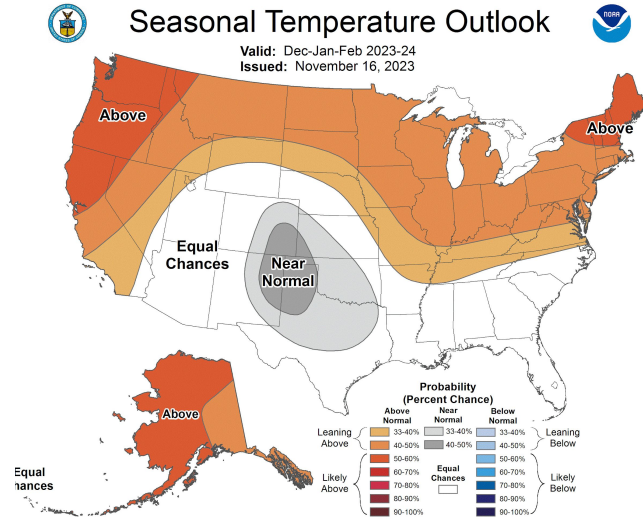 Seasonal Temperature Outlook
Valid: Dec-Jan-Feb 2023-24
Issued: November 16, 2023
NOAA
Above
Above
Equal
Chances
Near
Normal
Above
Equal
hances
Probability
(Percent Chance)
Above
Normal
Near
Normal
Below
Normal
Leaning
Above
33-40%
33-40%
33-40%
Leaning
Below
40-50%
40-50%
40-50%
50-60%
50-60%
Likely
Above
60-70%
Equal
Chances
60-70%
Likely
Below
70-80%
70-80%
80-90%
80-90%
90-100%
90-100%